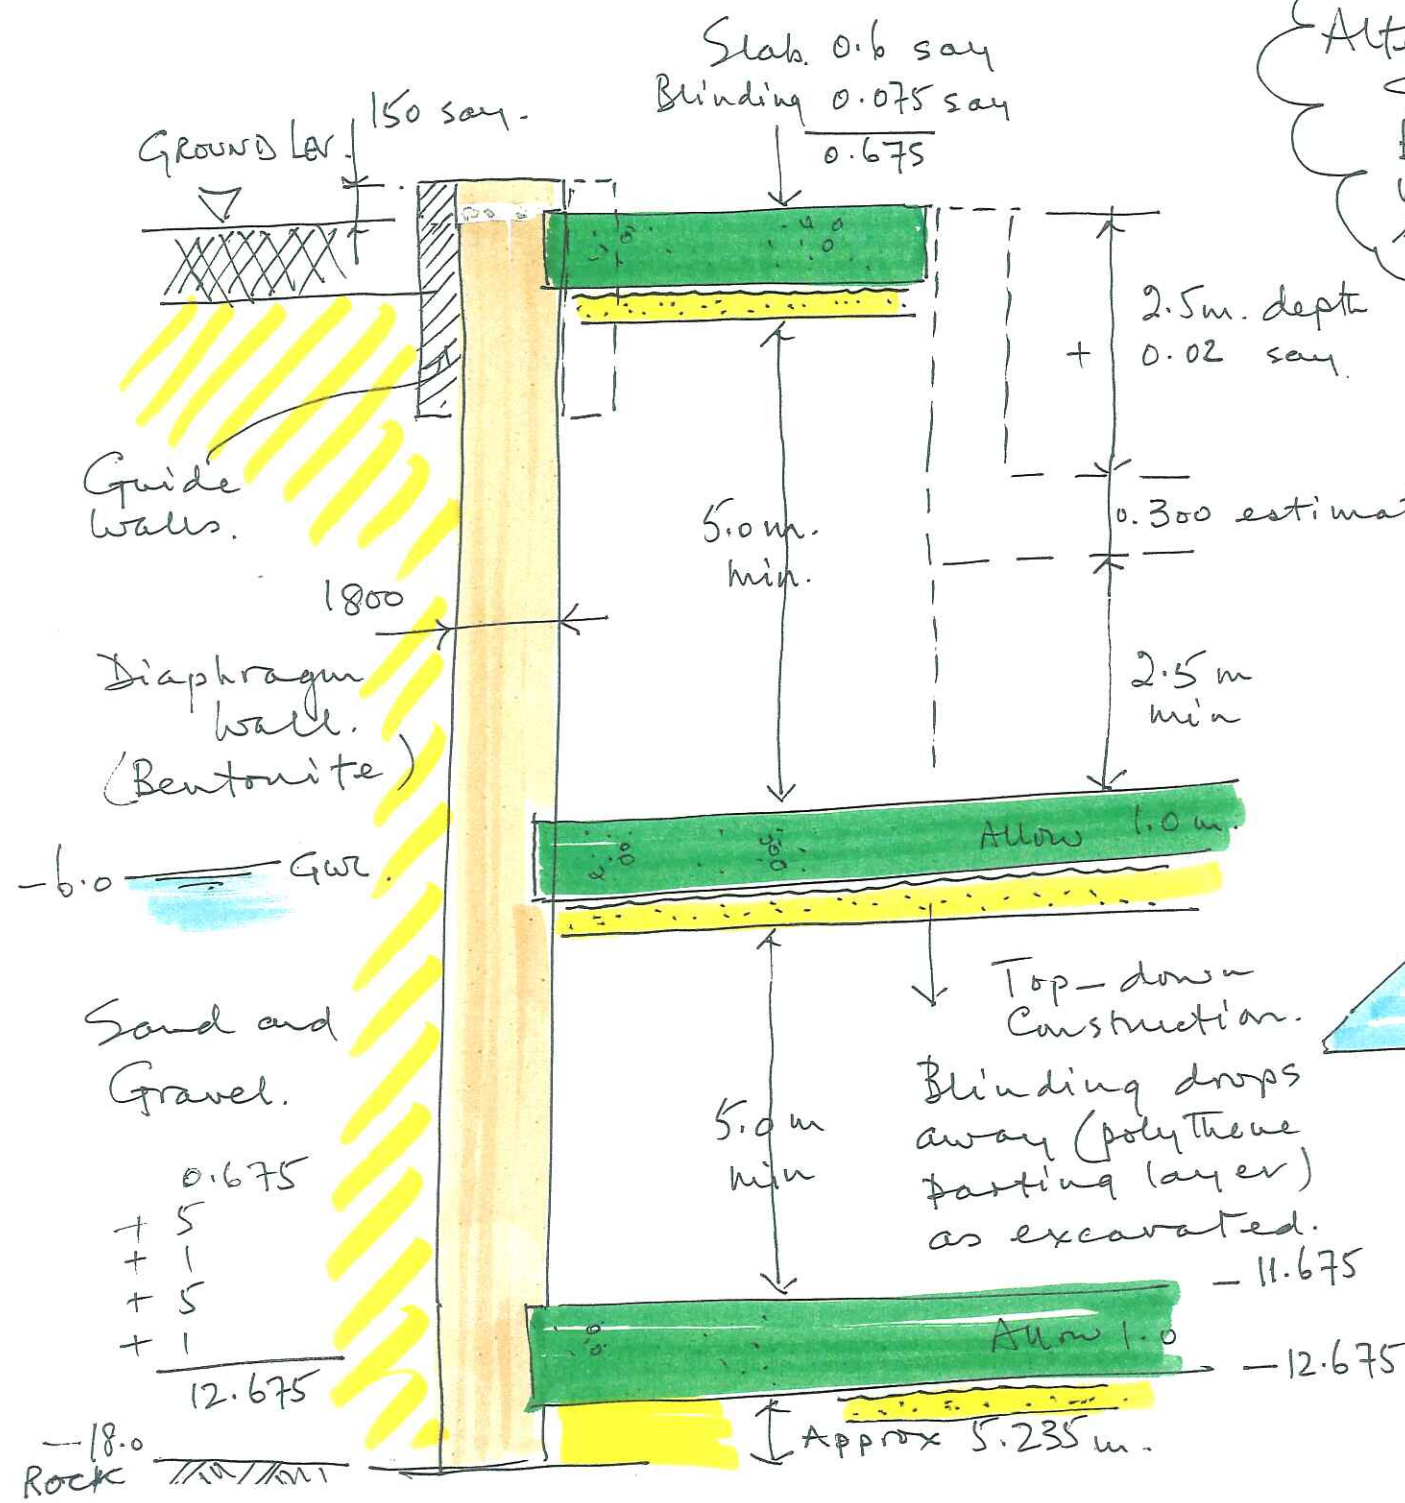 Slab. 0.6 say
Blinding 0.075 say
0.675
150 say.
GROUND Lev.
Alt
2.5m. depth
+ 0.02 say.
0.300 estima
5.0m.
min.
Guide
Walls.
1800
2.5 m
min
Diaphragm
Wall.
(Bentonite)
Allow 1.0 m.
-6.0
GWL.
Top-down
Construction.
Blinding drops
away (polythene
parting layer)
as excavated.
Sand and
Gravel.
5.0m
min
0.675
+ 5
+ 1
+ 5
+ 1
12.675
- 11.675
Allow 1.0
-12.675
Approx 5.235m.
-18.0
ROCK